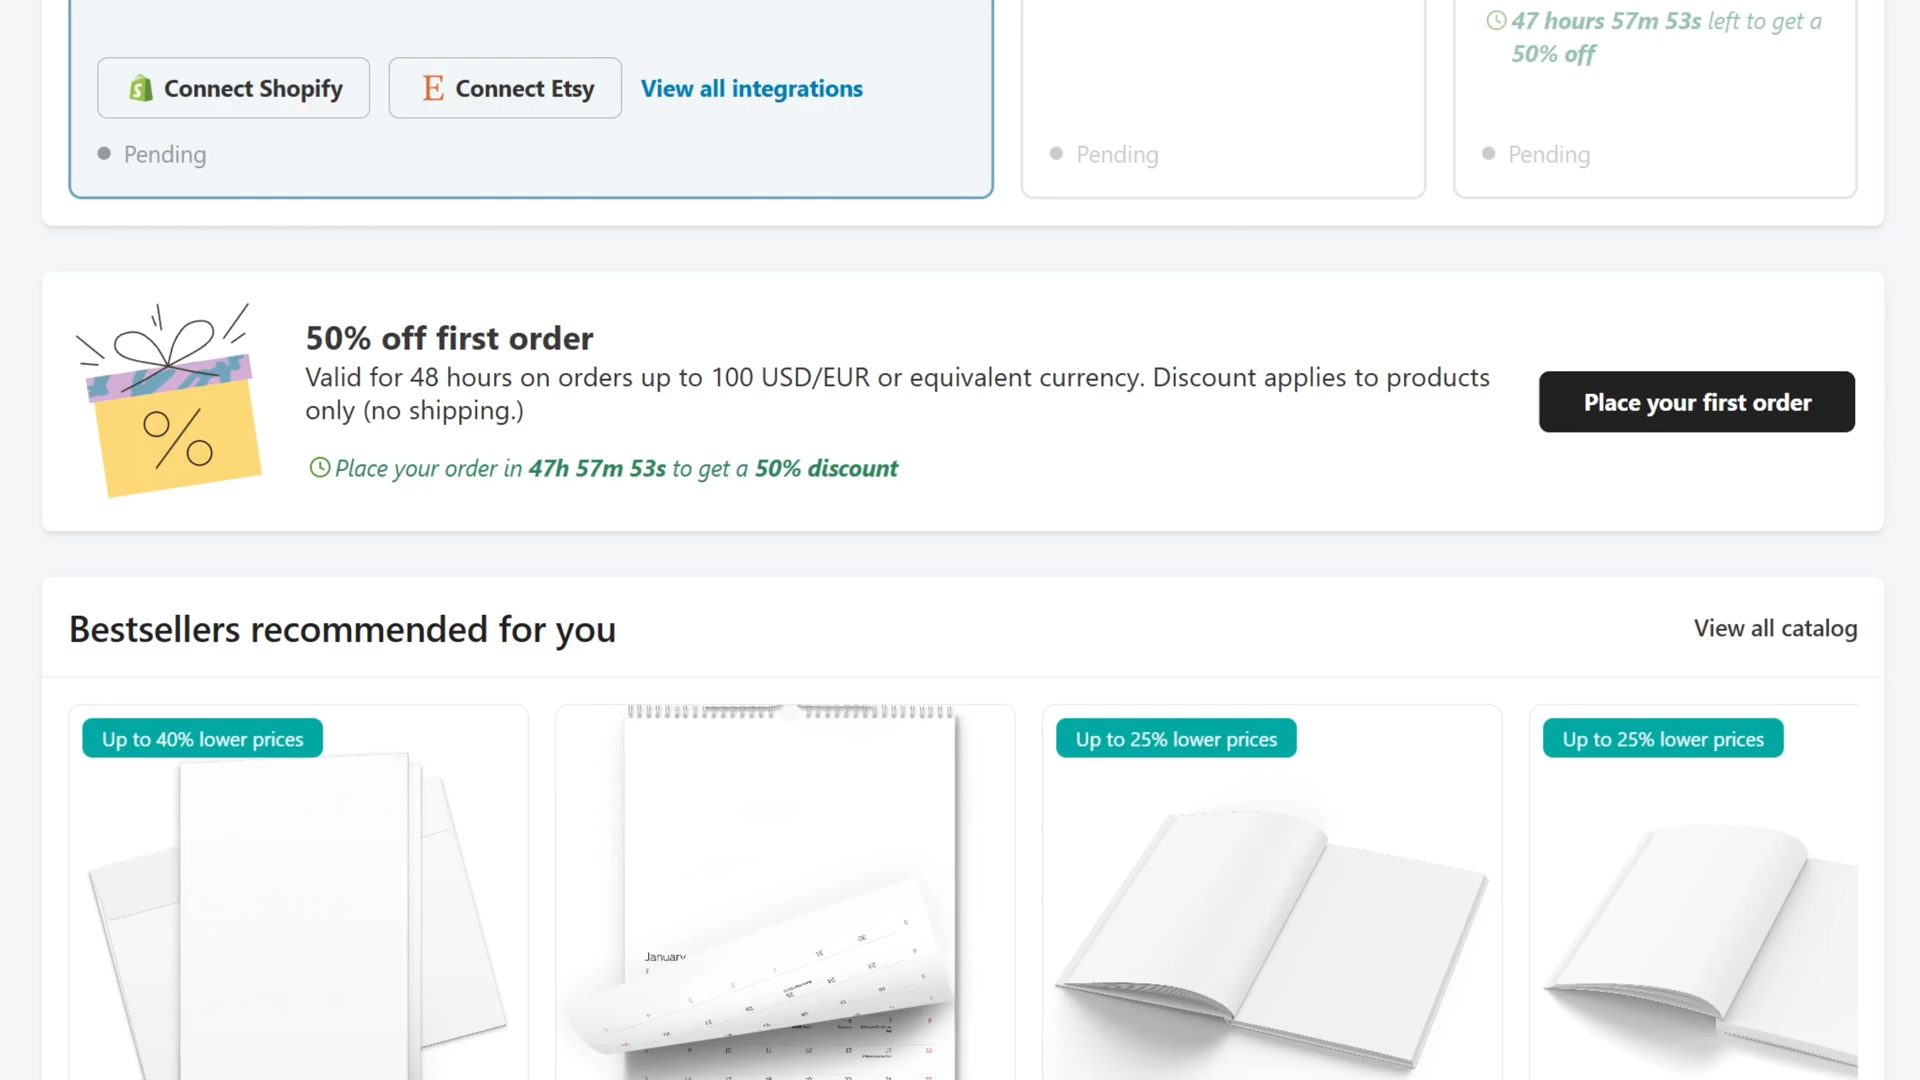 47 hours 57m 53s left to get a
50% off
Connect Shopify
Connect Etsy
View all integrations
Pending
Pending
Pending
50% off first order
Valid for 48 hours on orders up to 100 USD/EUR or equivalent currency. Discount applies to products
only (no shipping.)
Place your order in 47h 57m 53s to get a 50% discount
Place your first order
Bestsellers recommended for you
View all catalog
Up to 40% lower prices
Up to 25% lower prices
Up to 25% lower prices
January